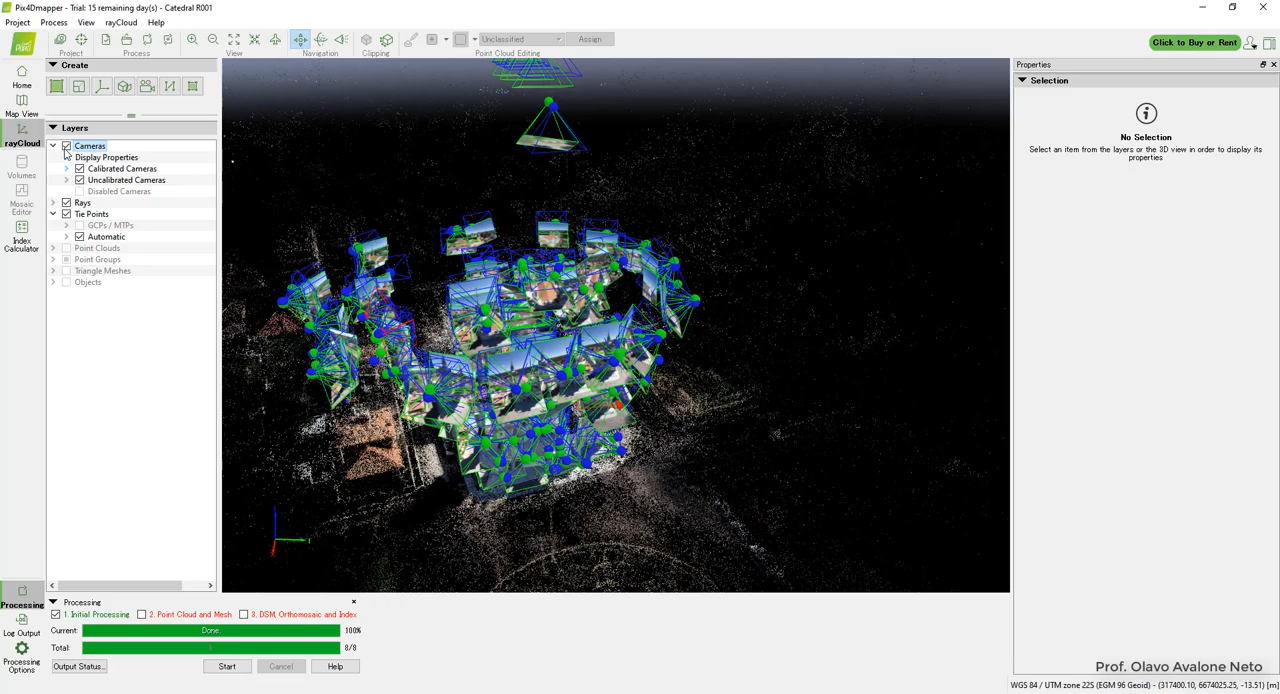 Pix4Dmapper - Trial: 15 remaining day(s) - Catedral R001
Project Process View rayCloud Help
Click to Buy or Rent
Unclassified
Assign
Project Process View Navigation Clipping Point Cloud Editing
Home
Map View
rayCloud
Volumes
Mosaic
Editor
Index
Calculator
Create
Layers
Cameras
Display Properties
Calibrated Cameras
Uncalibrated Cameras
Disabled Cameras
Rays
Tie Points
GCPs / MTPs
Automatic
Point Clouds
Point Groups
Triangle Meshes
Objects
Properties
Selection
No Selection
Select an item from the layers or the 3D view in order to display its
properties
Processing
Log Output
Processing
Options
Processing
1. Initial Processing 2. Point Cloud and Mesh 3. DSM, Orthomosaic and Index
Current: Done. 100%
Total: 8/8
Output Status... Start Cancel Help
Prof. Olavo Avalone Neto
WGS 84 / UTM zone 22S (EGM 96 Geoid) - (317400.10, 6674025.25, -13.51) [m]